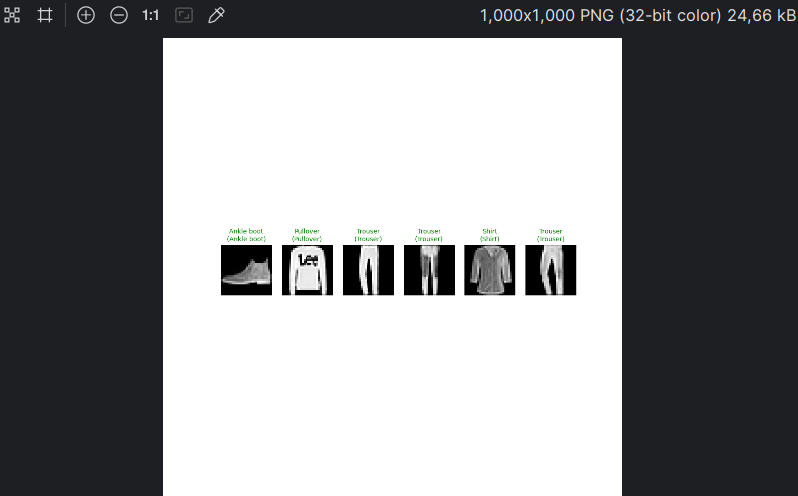 1:1
1,000x1,000 PNG (32-bit color) 24,66 kB
Ankle boot Pullover Trouser Trouser Shirt Trouser
(Ankle boot) (Pullover) (Trouser) (Trouser) (Shirt) (Trouser)
Lee